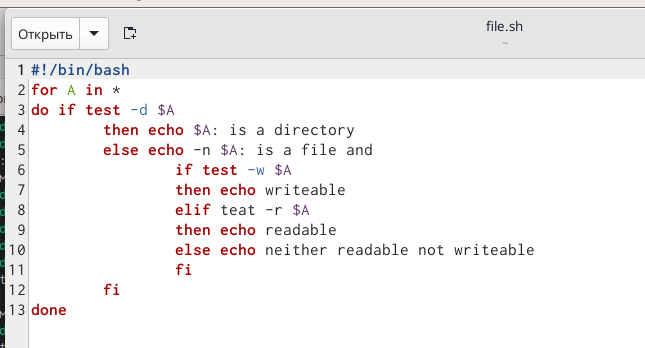 Открыть
file.sh
~
1 #!/bin/bash
2 for A in *
3 do if test -d $A
4         then echo $A: is a directory
5         else echo -n $A: is a file and
6                 if test -w $A
7                 then echo writeable
8                 elif teat -r $A
9                 then echo readable
10                 else echo neither readable not writeable
11                 fi
12         fi
13 done